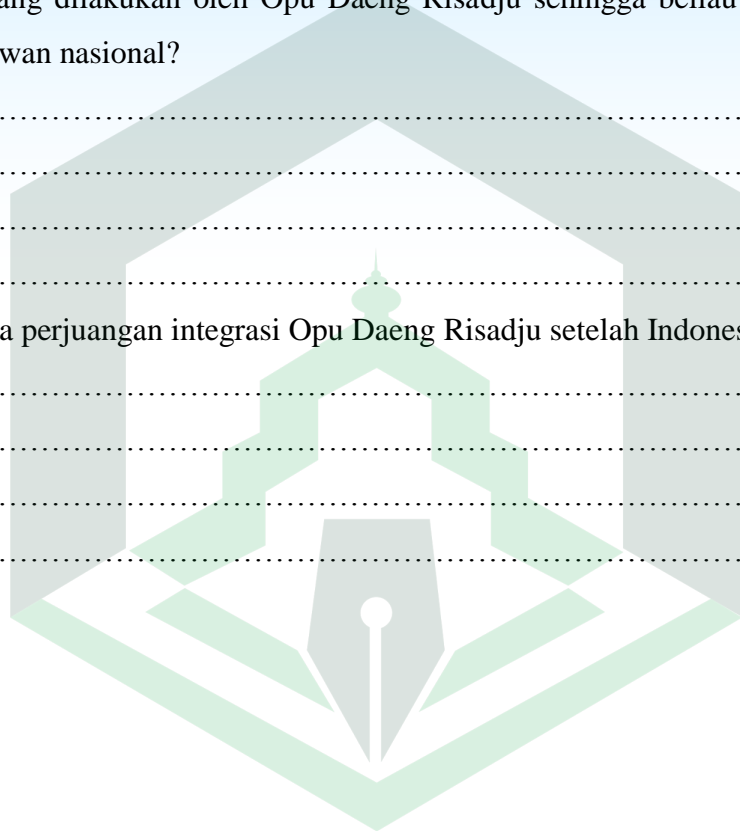 ang dilakukan oleh Opu Daeng Risadju sehingga beliau
wan nasional?
……………………………………………………………………
……………………………………………………………………
……………………………………………………………………
……………………………………………………………………
a perjuangan integrasi Opu Daeng Risadju setelah Indones
……………………………………………………………………
……………………………………………………………………
……………………………………………………………………
……………………………………………………………………